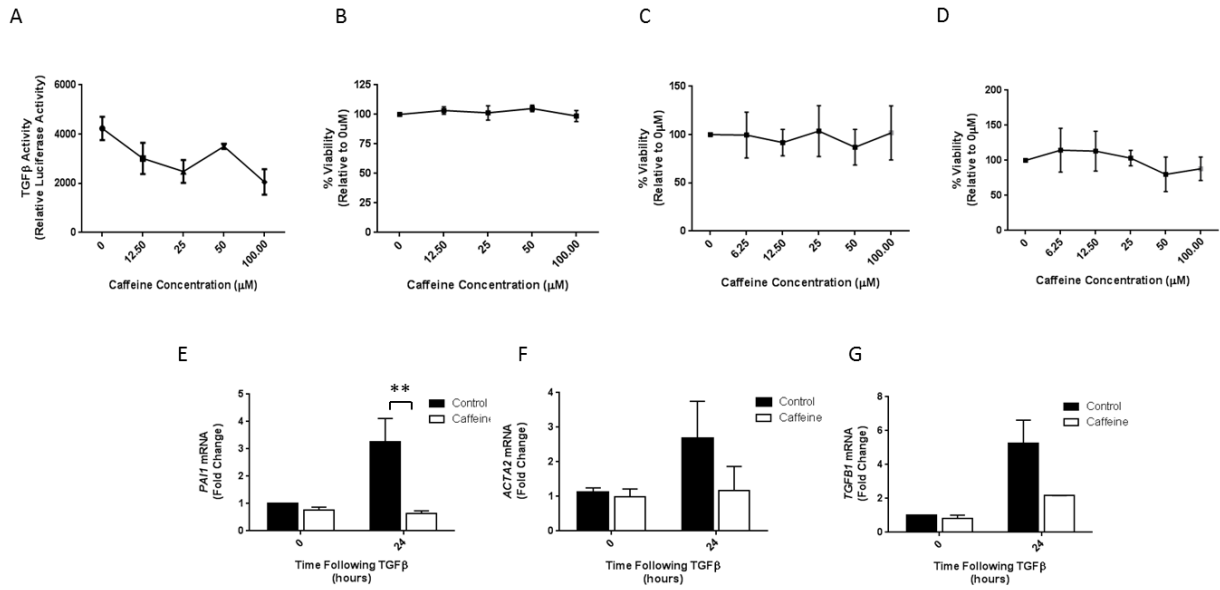 A
B
C
D
TGFβ Activity
(Relative Luciferase Activity)
6000
4000
2000
0
0
12.50
25
50
100.00
Caffeine Concentration (μM)
% Viability
(Relative to 0uM)
125
100
75
50
25
0
0
12.50
25
50
100.00
Caffeine Concentration (μM)
% Viability
(Relative to 0μM)
150
100
50
0
0
6.25
12.50
25
50
100.00
Caffeine Concentration (μM)
% Viability
(Relative to 0μM)
200
150
100
50
0
0
6.25
12.50
25
50
100.00
Caffeine Concentration (μM)
E
F
G
PAI1 mRNA
(Fold Change)
5
4
3
2
1
0
**
Control
Caffeine
0
24
Time Following TGFβ
(hours)
ACTA2 mRNA
(Fold Change)
4
3
2
1
0
Control
Caffeine
0
24
Time Following TGFβ
(hours)
TGFB1 mRNA
(Fold Change)
8
6
4
2
0
Control
Caffeine
0
24
Time Following TGFβ
(hours)